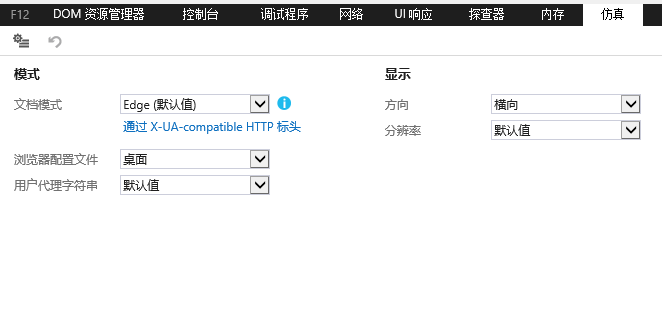 F12 DOM 资源管理器 控制台 调试程序 网络 UI 响应 探查器 内存 仿真
模式 显示
文档模式 Edge (默认值) 方向 横向
通过 X-UA-compatible HTTP 标头 分辨率 默认值
浏览器配置文件 桌面
用户代理字符串 默认值